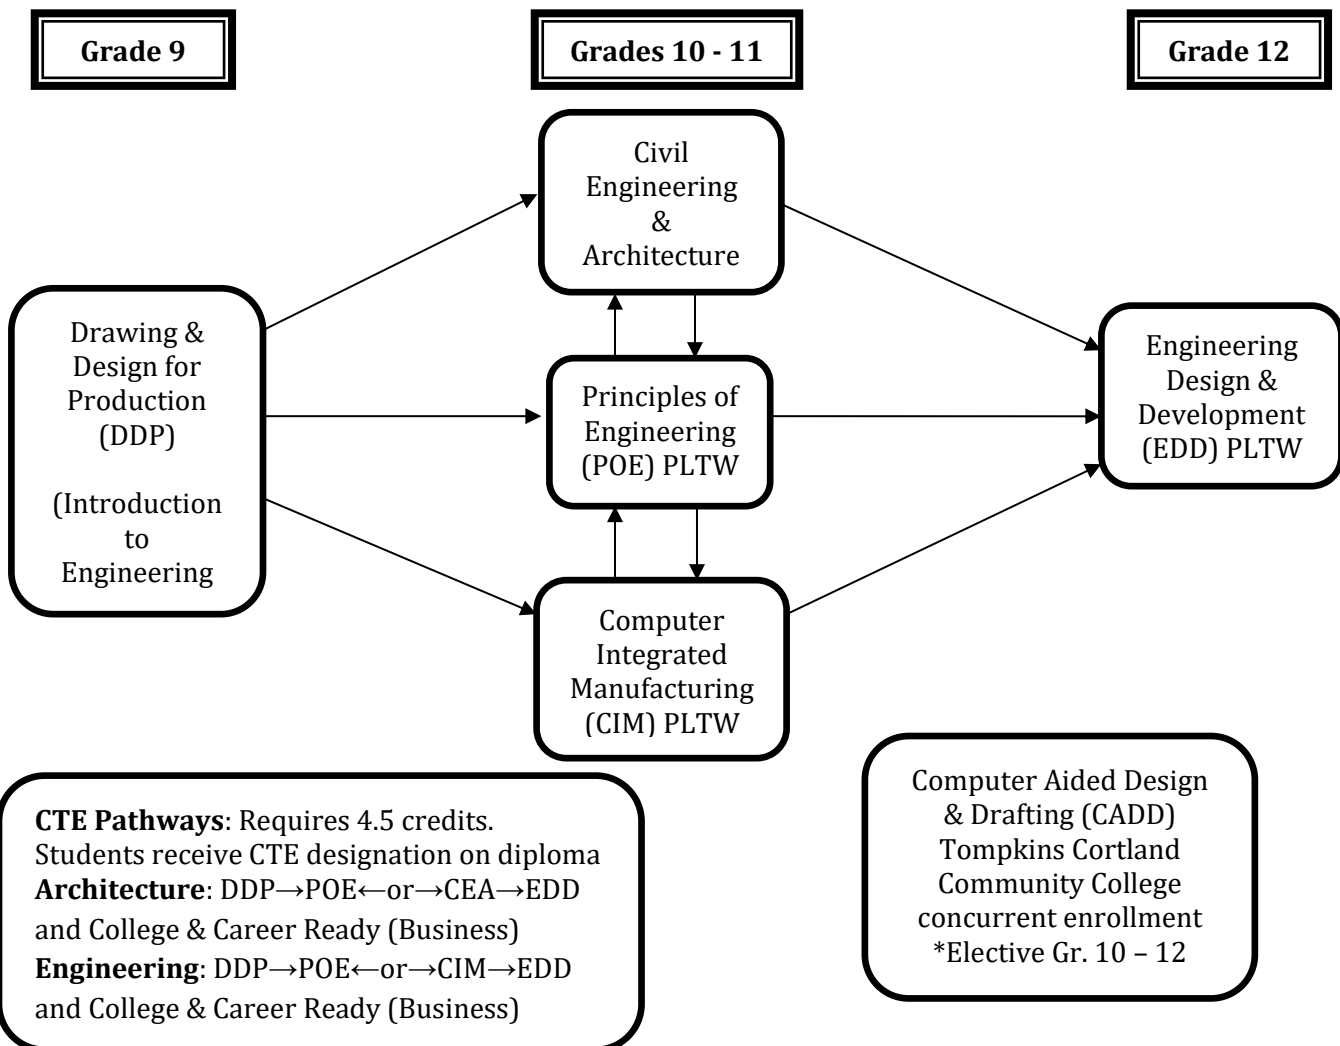 Grade 9
Grades 10 - 11
Grade 12
Civil
Engineering
&
Architecture
Drawing &
Design for
Production
(DDP)
(Introduction
to
Engineering
Principles of
Engineering
(POE) PLTW
Engineering
Design &
Development
(EDD) PLTW
Computer
Integrated
Manufacturing
(CIM) PLTW
CTE Pathways: Requires 4.5 credits.
Students receive CTE designation on diploma
Architecture: DDP→POE←or→CEA→EDD
and College & Career Ready (Business)
Engineering: DDP→POE←or→CIM→EDD
and College & Career Ready (Business)
Computer Aided Design
& Drafting (CADD)
Tompkins Cortland
Community College
concurrent enrollment
*Elective Gr. 10 – 12